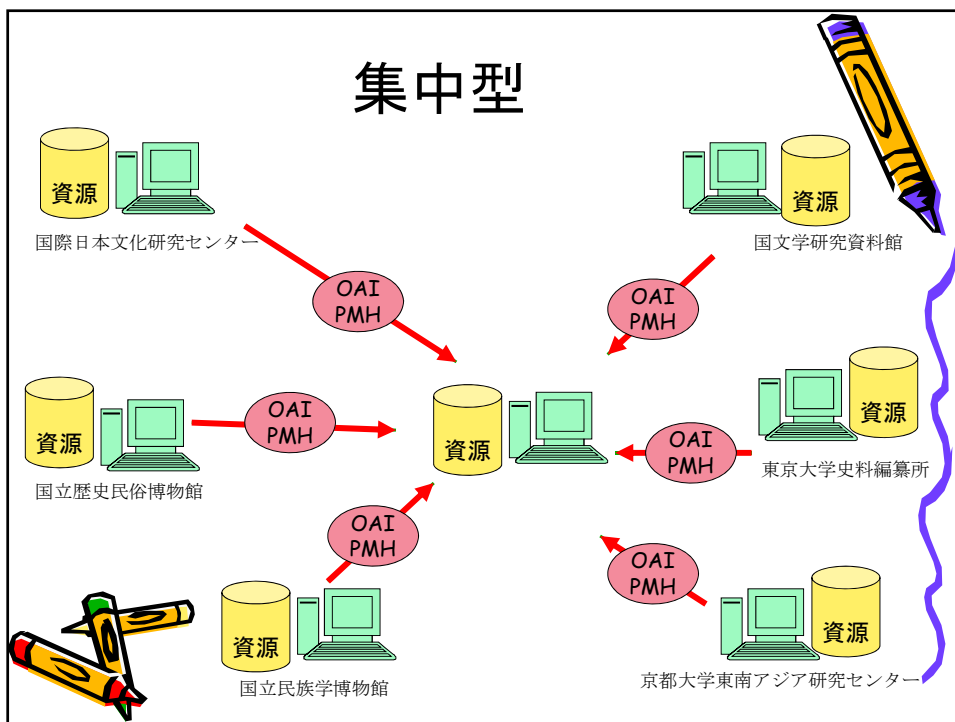 集中型
資源
国際日本文化研究センター
資源
国文学研究資料館
OAI
PMH
OAI
PMH
資源
国立歴史民俗博物館
OAI
PMH
資源
OAI
PMH
資源
東京大学史料編纂所
OAI
PMH
OAI
PMH
資源
国立民族学博物館
資源
京都大学東南アジア研究センター